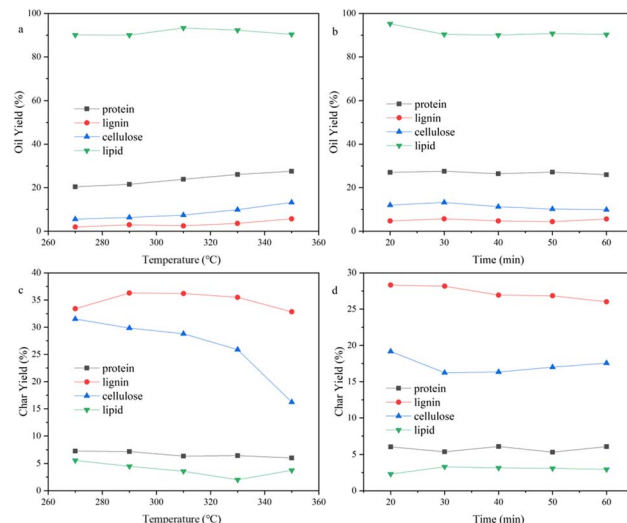 a
Oil Yield (%)
100
80
60
40
20
0
protein
lignin
cellulose
lipid
260
280
300
320
340
360
Temperature (℃)
b
Oil Yield (%)
100
80
60
40
20
0
protein
lignin
cellulose
lipid
20
30
40
50
60
Time (min)
c
Char Yield (%)
40
35
30
25
20
15
10
5
0
protein
lignin
cellulose
lipid
260
280
300
320
340
360
Temperature (℃)
d
Char Yield (%)
30
25
20
15
10
5
0
protein
lignin
cellulose
lipid
20
30
40
50
60
Time (min)